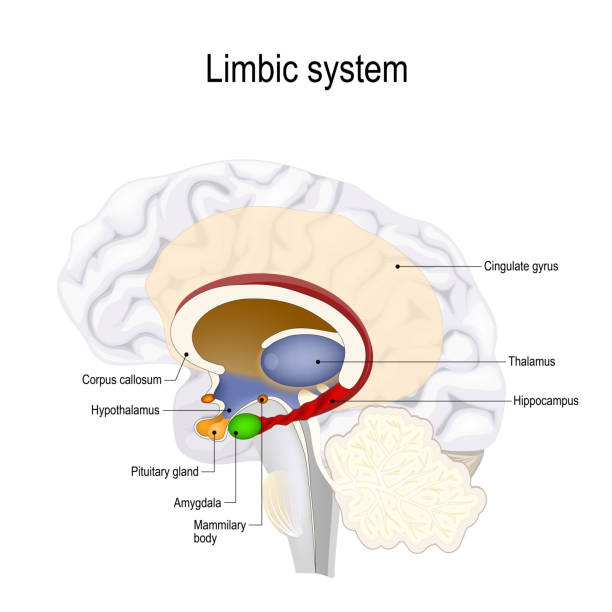 Limbic system
Cingulate gyrus
Thalamus
Corpus callosum
Hippocampus
Hypothalamus
Pituitary gland
Amygdala
Mammilary
body